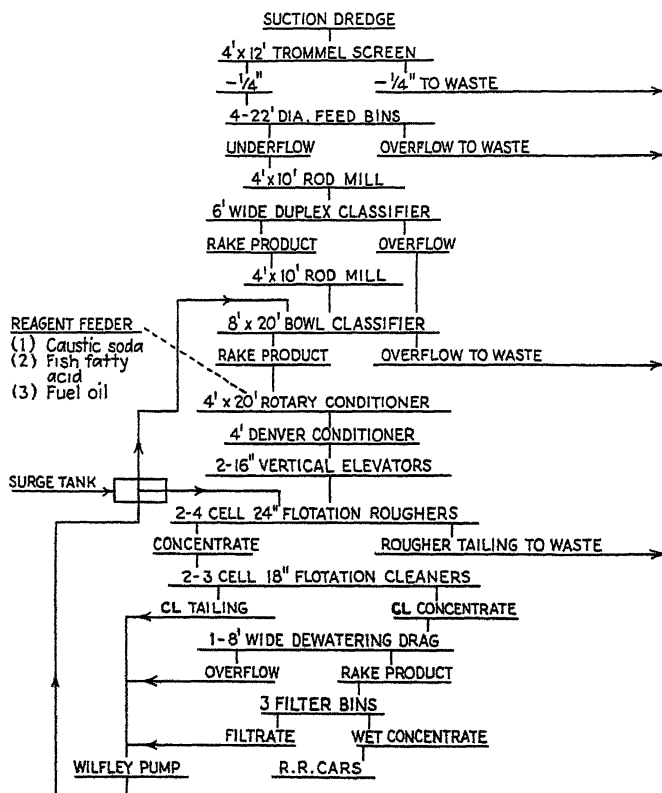 SUCTION DREDGE
4' x 12' TROMMEL SCREEN
-1/4" -1/4" TO WASTE
4-22' DIA. FEED BINS
UNDERFLOW OVERFLOW TO WASTE
4' x 10' ROD MILL
6' WIDE DUPLEX CLASSIFIER
RAKE PRODUCT OVERFLOW
4' x 10' ROD MILL
8' x 20' BOWL CLASSIFIER
RAKE PRODUCT OVERFLOW TO WASTE
REAGENT FEEDER
(1) Caustic soda
(2) Fish fatty
acid
(3) Fuel oil
4' x 20' ROTARY CONDITIONER
4' DENVER CONDITIONER
2-16" VERTICAL ELEVATORS
SURGE TANK
2-4 CELL 24" FLOTATION ROUGHERS
CONCENTRATE ROUGHER TAILING TO WASTE
2-3 CELL 18" FLOTATION CLEANERS
CL TAILING CL CONCENTRATE
1-8' WIDE DEWATERING DRAG
OVERFLOW RAKE PRODUCT
3 FILTER BINS
FILTRATE WET CONCENTRATE
WILFLEY PUMP R.R. CARS